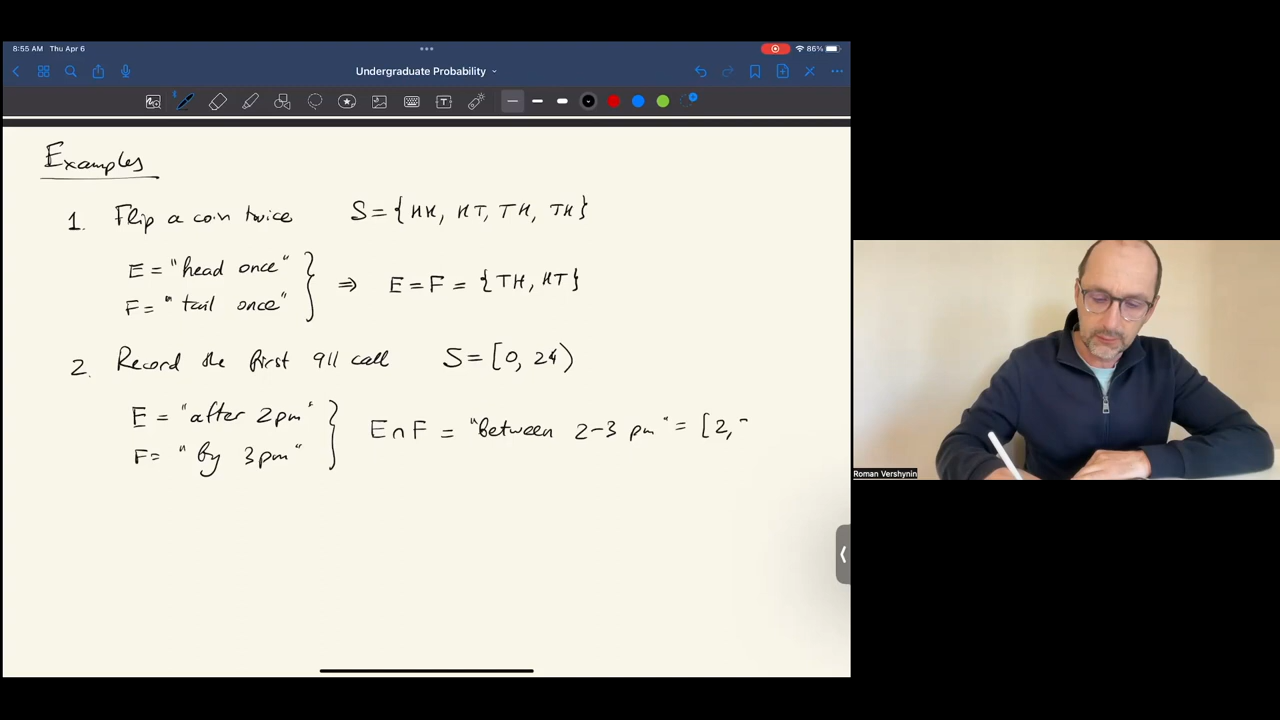 8:55 AM Thu Apr 6
86%
Undergraduate Probability
Examples
1. Flip a coin twice S = {HH, HT, TH, TH}
E = "head once"
F = "tail once"
} ⇒ E = F = {TH, HT}
2. Record the first 911 call S = [0, 24)
E = "after 2pm"
F = "By 3pm"
} E ∩ F = "Between 2-3 pm" = [2,
Roman Vershynin